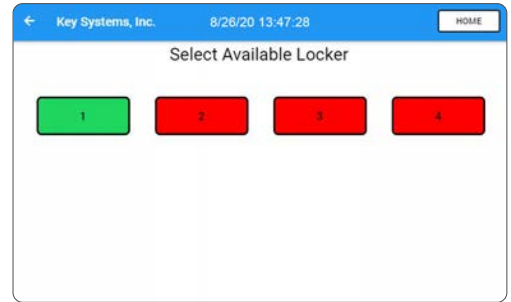 ← Key Systems, Inc. 8/26/20 13:47:28 HOME
Select Available Locker
1 2 3 4